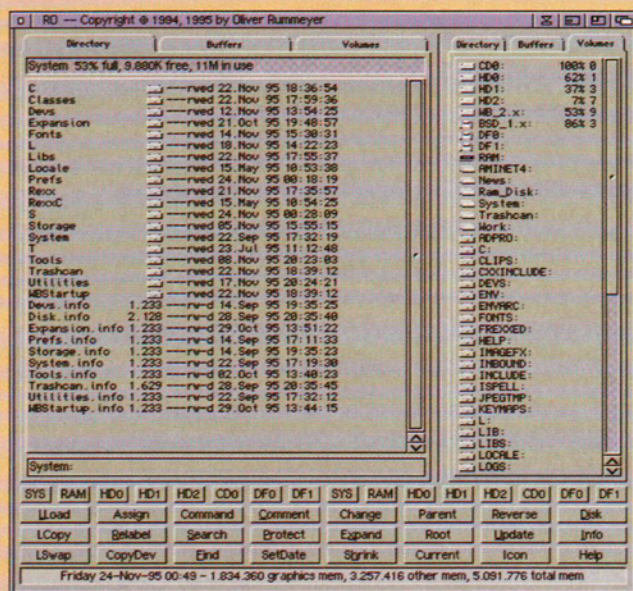 RO – Copyright © 1994, 1995 by Oliver Rummeyer
Directory Buffers Volumes
System 53% full, 9.880K free, 11M in use
C ----rwed 22.Nov 95 18:36:54
Classes ----rwed 22.Nov 95 17:59:36
Devs ----rwed 12.Nov 95 13:54:25
Expansion ----rwed 21.Oct 95 19:48:57
Fonts ----rwed 14.Nov 95 15:30:31
L ----rwed 18.Nov 95 14:22:23
Libs ----rwed 22.Nov 95 17:55:37
Locale ----rwed 15.May 95 10:53:38
Prefs ----rwed 24.Nov 95 00:18:19
Rexx ----rwed 21.Nov 95 17:35:57
RexxC ----rwed 15.May 95 10:54:25
S ----rwed 24.Nov 95 00:28:09
Storage ----rwed 05.Nov 95 15:55:15
System ----rwed 22.Sep 95 17:32:19
T ----rwed 23.Jul 95 11:12:48
Tools ----rwed 08.Nov 95 20:23:03
Trashcan ----rwed 22.Nov 95 18:39:12
Utilities ----rwed 17.Nov 95 20:24:21
WBStartup ----rwed 22.Nov 95 18:39:12
Devs.info 1.233 ----rw-d 14.Sep 95 19:35:25
Disk.info 2.128 ----rw-d 28.Sep 95 20:35:40
Expansion.info 1.233 ----rw-d 29.Oct 95 13:51:22
Prefs.info 1.233 ----rw-d 14.Sep 95 17:11:33
Storage.info 1.233 ----rw-d 14.Sep 95 19:35:23
System.info 1.233 ----rw-d 22.Sep 95 17:19:30
Tools.info 1.233 ----rw-d 02.Oct 95 13:40:23
Trashcan.info 1.629 ----rw-d 28.Sep 95 20:35:45
Utilities.info 1.233 ----rw-d 22.Sep 95 17:32:12
WBStartup.info 1.233 ----rw-d 29.Oct 95 13:44:15
System:
Directory Buffers Volumes
CD0: 100% 0
HD0: 62% 1
HD1: 37% 3
HD2: 7% 7
WB_2.x: 53% 9
BSD_1.x: 86% 3
DF0:
DF1:
RAM:
AMINET4:
News:
Ram_Disk:
System:
Trashcan:
Work:
ADPRO:
C:
CLIPS:
CXXINCLUDE:
DEVS:
ENV:
ENVARC:
FONTS:
FREXXED:
HELP:
IMAGEFX:
INBOUND:
INCLUDE:
ISPELL:
JPEGTMP:
KEYMAPS:
L:
LIB:
LIBS:
LOCALE:
LOGS:
SYS RAM HD0 HD1 HD2 CD0 DF0 DF1 SYS RAM HD0 HD1 HD2 CD0 DF0 DF1
LLoad Assign Command Comment Change Parent Reverse Disk
LCopy Relabel Search Protect Expand Root Update Info
LSwap CopyDev Find SetDate Shrink Current Icon Help
Friday 24-Nov-95 00:49 – 1.834.360 graphics mem, 3.257.416 other mem, 5.091.776 total mem